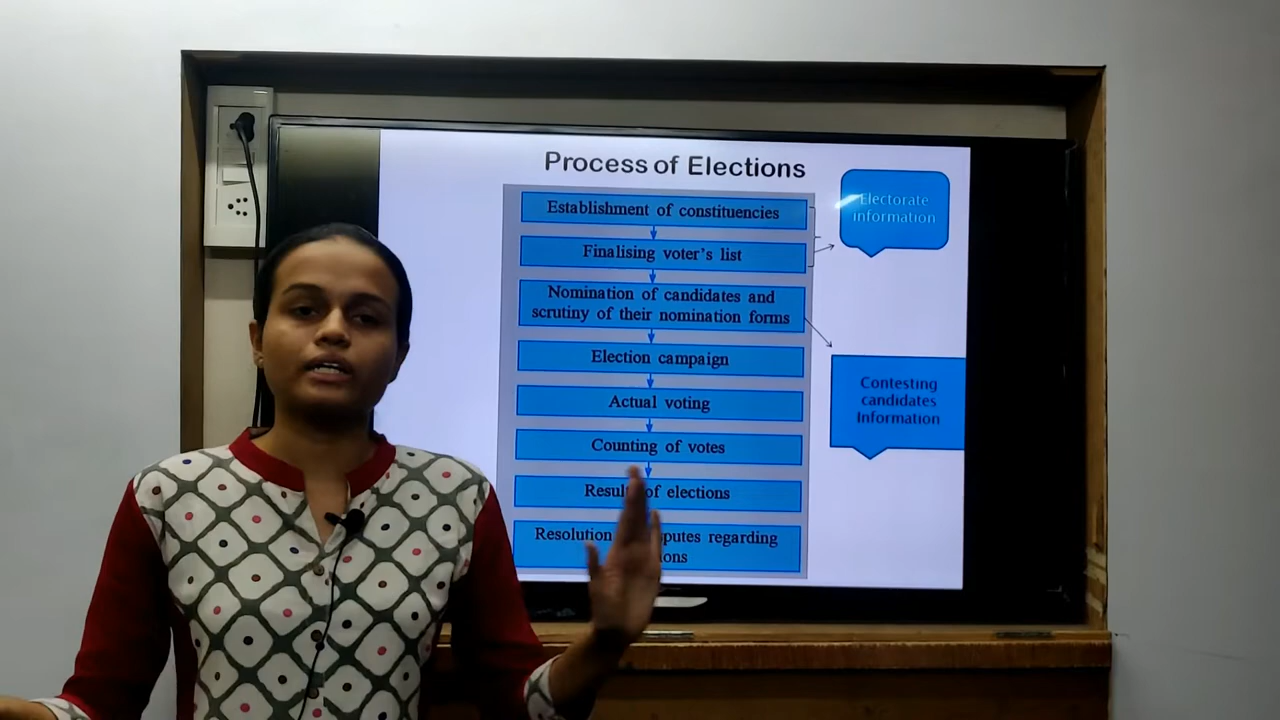 Process of Elections
Establishment of constituencies
Finalising voter's list
Nomination of candidates and
scrutiny of their nomination forms
Election campaign
Actual voting
Counting of votes
of elections
Resolution regarding
Electorate
information
Contesting
candidates
Information